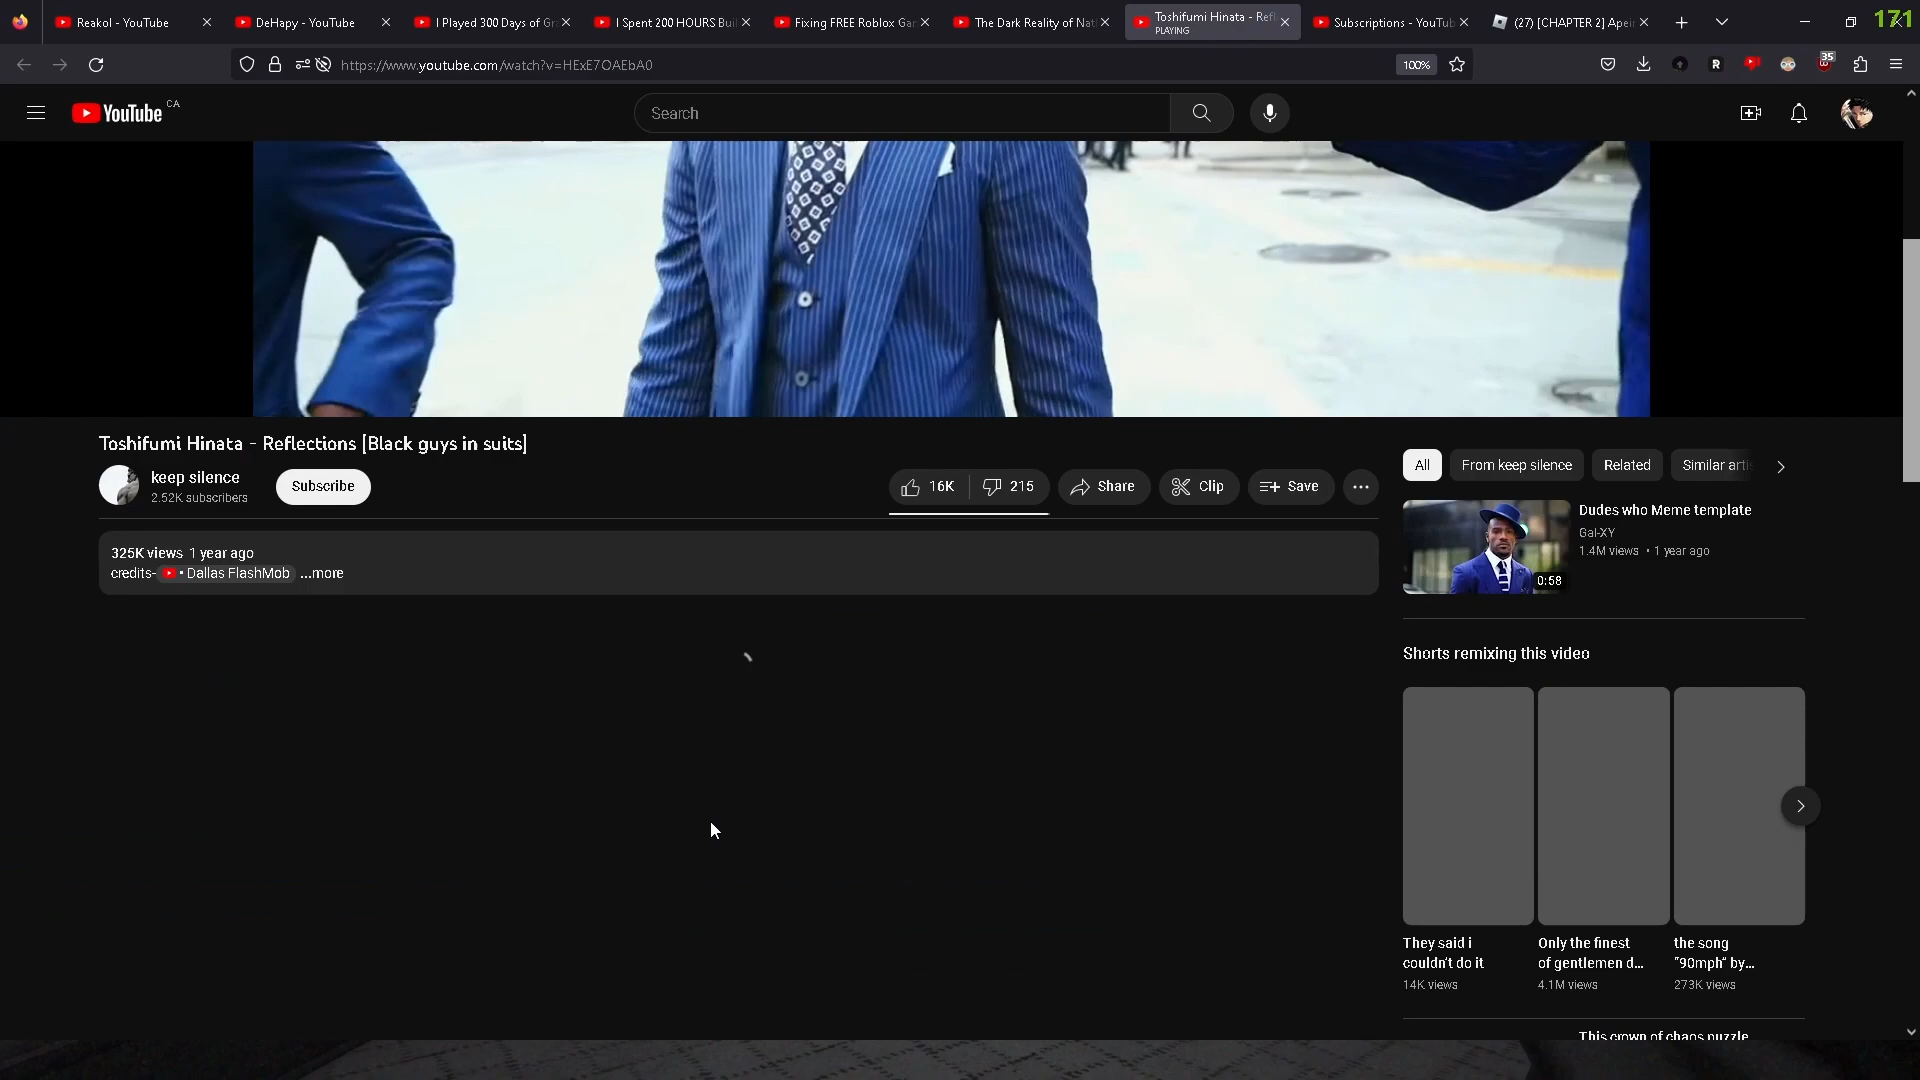 Reakol - YouTube
DeHapy - YouTube
I Played 300 Days of Gr
I Spent 200 HOURS Buil
Fixing FREE Roblox Gar
The Dark Reality of Nat
Toshifumi Hinata - Refl
PLAYING
Subscriptions - YouTub
(27) [CHAPTER 2] Apeir
171
https://www.youtube.com/watch?v=HExE7OAEbA0
100%
R
35
YouTube CA
Search
Toshifumi Hinata - Reflections [Black guys in suits]
keep silence
2.52K subscribers
Subscribe
16K
215
Share
Clip
Save
325K views 1 year ago
credits- • Dallas FlashMob ...more
All
From keep silence
Related
Similar artis
Dudes who Meme template
Gal-XY
1.4M views • 1 year ago
0:58
Shorts remixing this video
They said i
couldn't do it
14K views
Only the finest
of gentlemen d...
4.1M views
the song
"90mph" by...
273K views
This crown of chaos puzzle